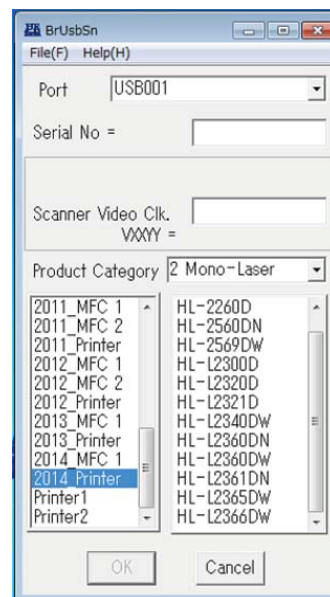 BrUsbSn
File(F) Help(H)
Port USB001
Serial No =
Scanner Video Clk.
VXXYY =
Product Category 2 Mono-Laser
2011_MFC 1
2011_MFC 2
2011_Printer
2012_MFC 1
2012_MFC 2
2012_Printer
2013_MFC 1
2013_Printer
2014_MFC 1
2014_Printer
Printer1
Printer2
HL-2260D
HL-2560DN
HL-2569DW
HL-L2300D
HL-L2320D
HL-L2321D
HL-L2340DW
HL-L2360DN
HL-L2360DW
HL-L2361DN
HL-L2365DW
HL-L2366DW
OK Cancel